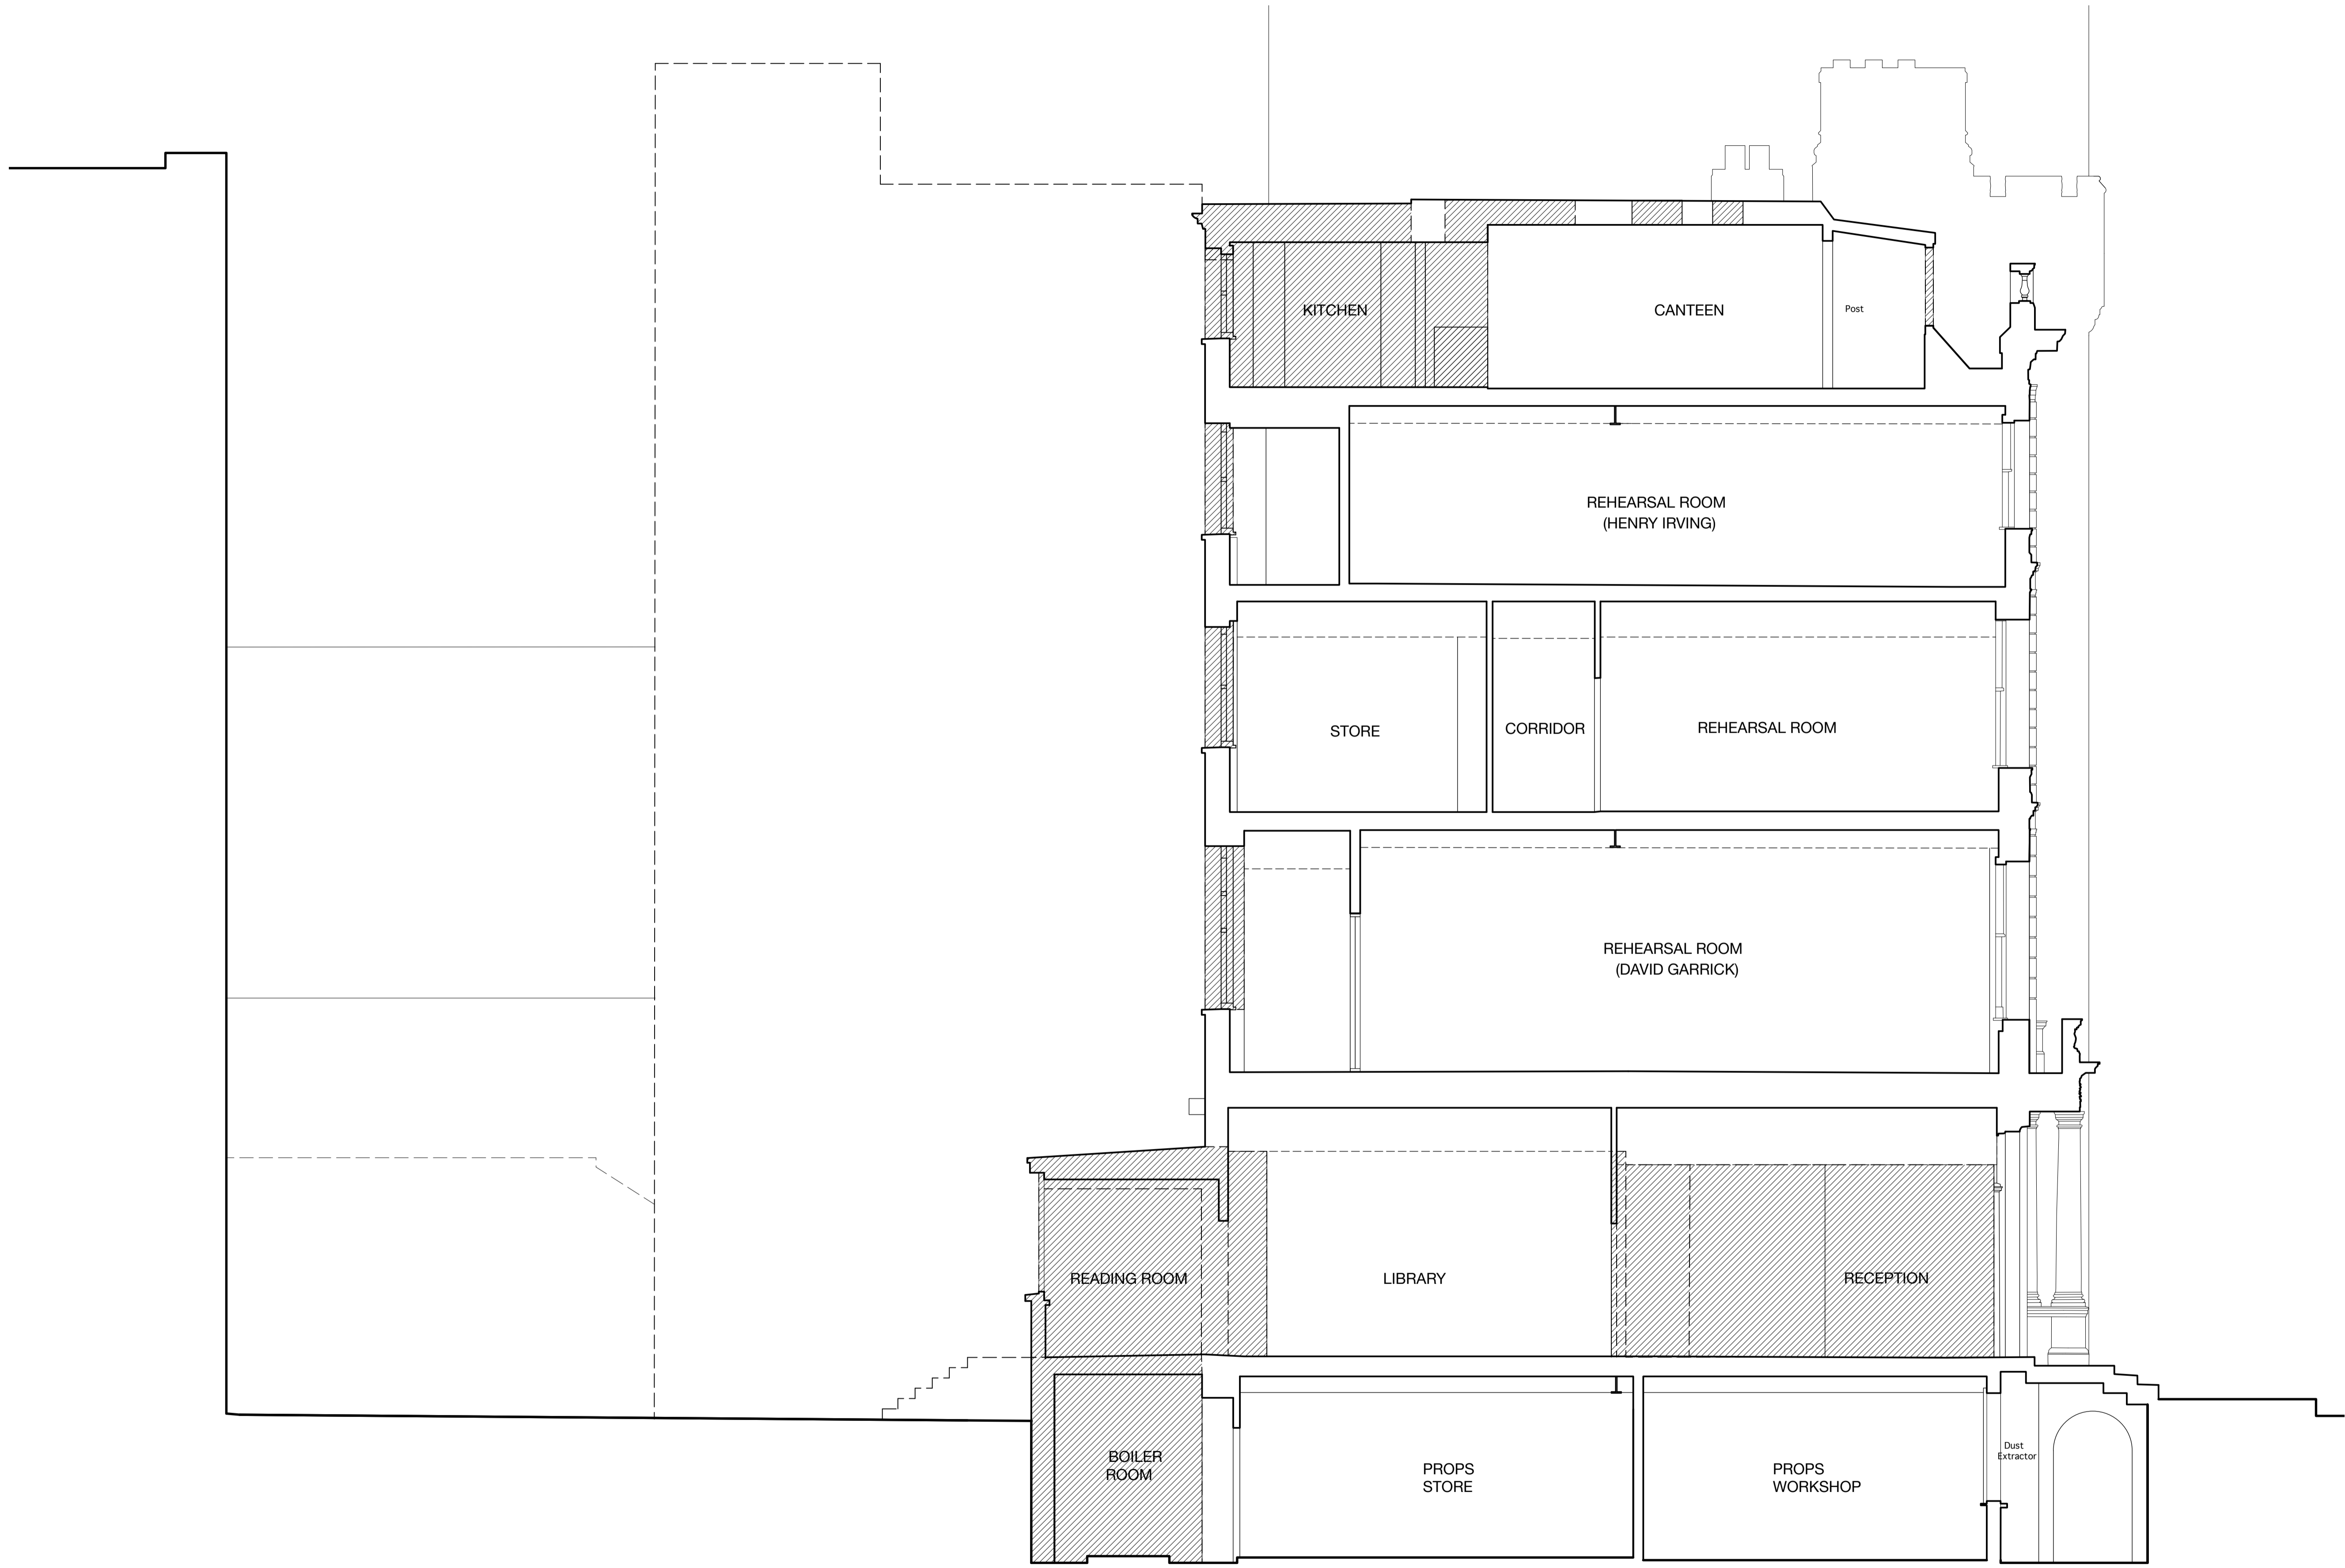 KITCHEN
CANTEEN
Post
REHEARSAL ROOM
(HENRY IRVING)
STORE
CORRIDOR
REHEARSAL ROOM
REHEARSAL ROOM
(DAVID GARRICK)
READING ROOM
LIBRARY
RECEPTION
BOILER
ROOM
PROPS
STORE
PROPS
WORKSHOP
Dust
Extractor